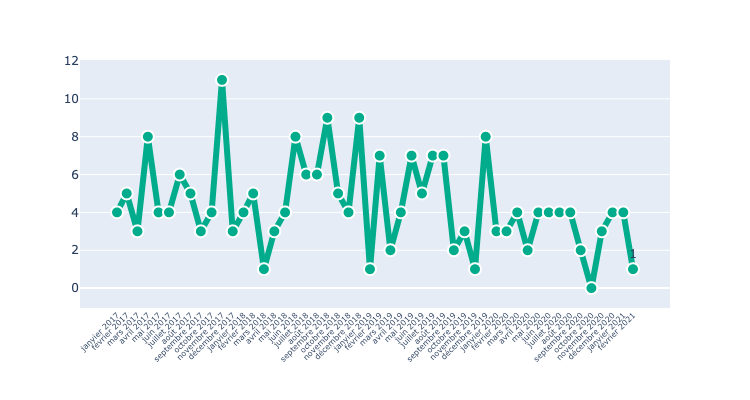 12
10
8
6
4
2
0
1
janvier 2017
février 2017
mars 2017
avril 2017
mai 2017
juin 2017
juillet 2017
août 2017
septembre 2017
octobre 2017
novembre 2017
décembre 2017
janvier 2018
février 2018
mars 2018
avril 2018
mai 2018
juin 2018
juillet 2018
août 2018
septembre 2018
octobre 2018
novembre 2018
décembre 2018
janvier 2019
février 2019
mars 2019
avril 2019
mai 2019
juin 2019
juillet 2019
août 2019
septembre 2019
octobre 2019
novembre 2019
décembre 2019
janvier 2020
février 2020
mars 2020
avril 2020
mai 2020
juin 2020
juillet 2020
août 2020
septembre 2020
octobre 2020
novembre 2020
décembre 2020
janvier 2021
février 2021